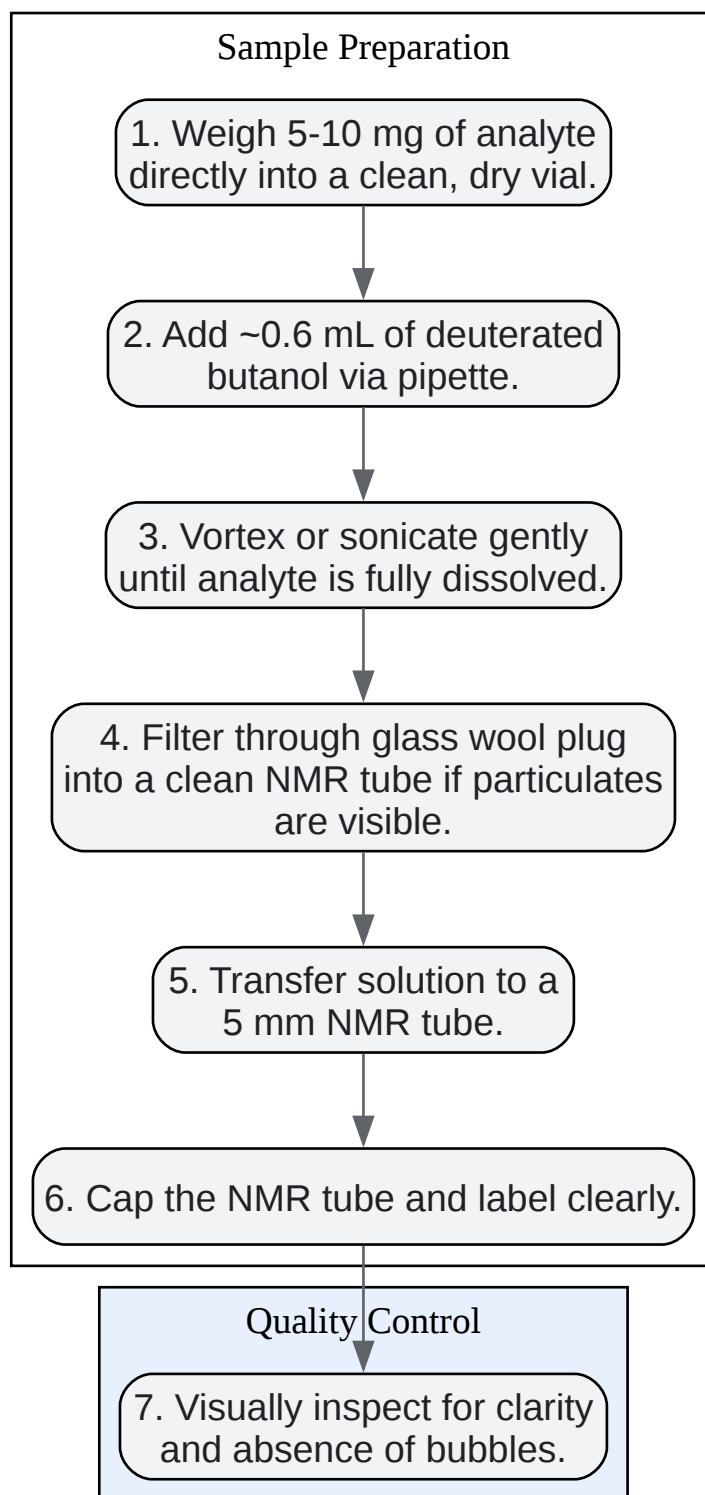 Sample Preparation
1. Weigh 5-10 mg of analyte
directly into a clean, dry vial.
2. Add ~0.6 mL of deuterated
butanol via pipette.
3. Vortex or sonicate gently
until analyte is fully dissolved.
4. Filter through glass wool plug
into a clean NMR tube if particulates
are visible.
5. Transfer solution to a
5 mm NMR tube.
6. Cap the NMR tube and label clearly.
Quality Control
7. Visually inspect for clarity
and absence of bubbles.